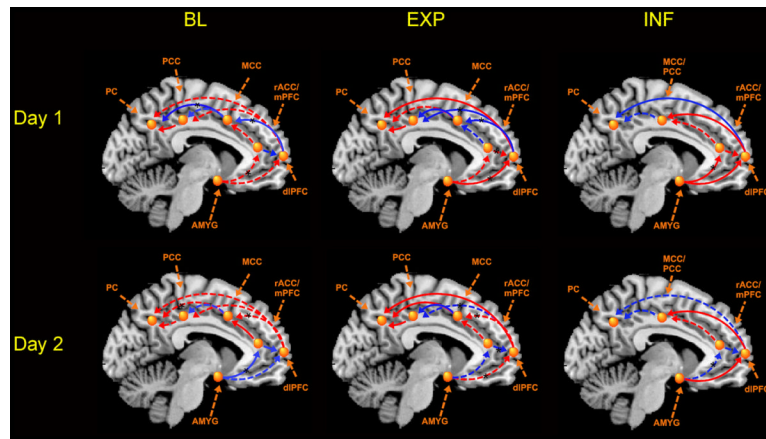 BL EXP INF
Day 1
PCC MCC
PC rACC/
mPFC
dlPFC
AMYG
PCC MCC
PC rACC/
mPFC
dlPFC
AMYG
MCC/
PCC
PC rACC/
mPFC
dlPFC
AMYG
Day 2
PCC MCC
PC rACC/
mPFC
dlPFC
AMYG
PCC MCC
PC rACC/
mPFC
dlPFC
AMYG
MCC/
PCC
PC rACC/
mPFC
dlPFC
AMYG